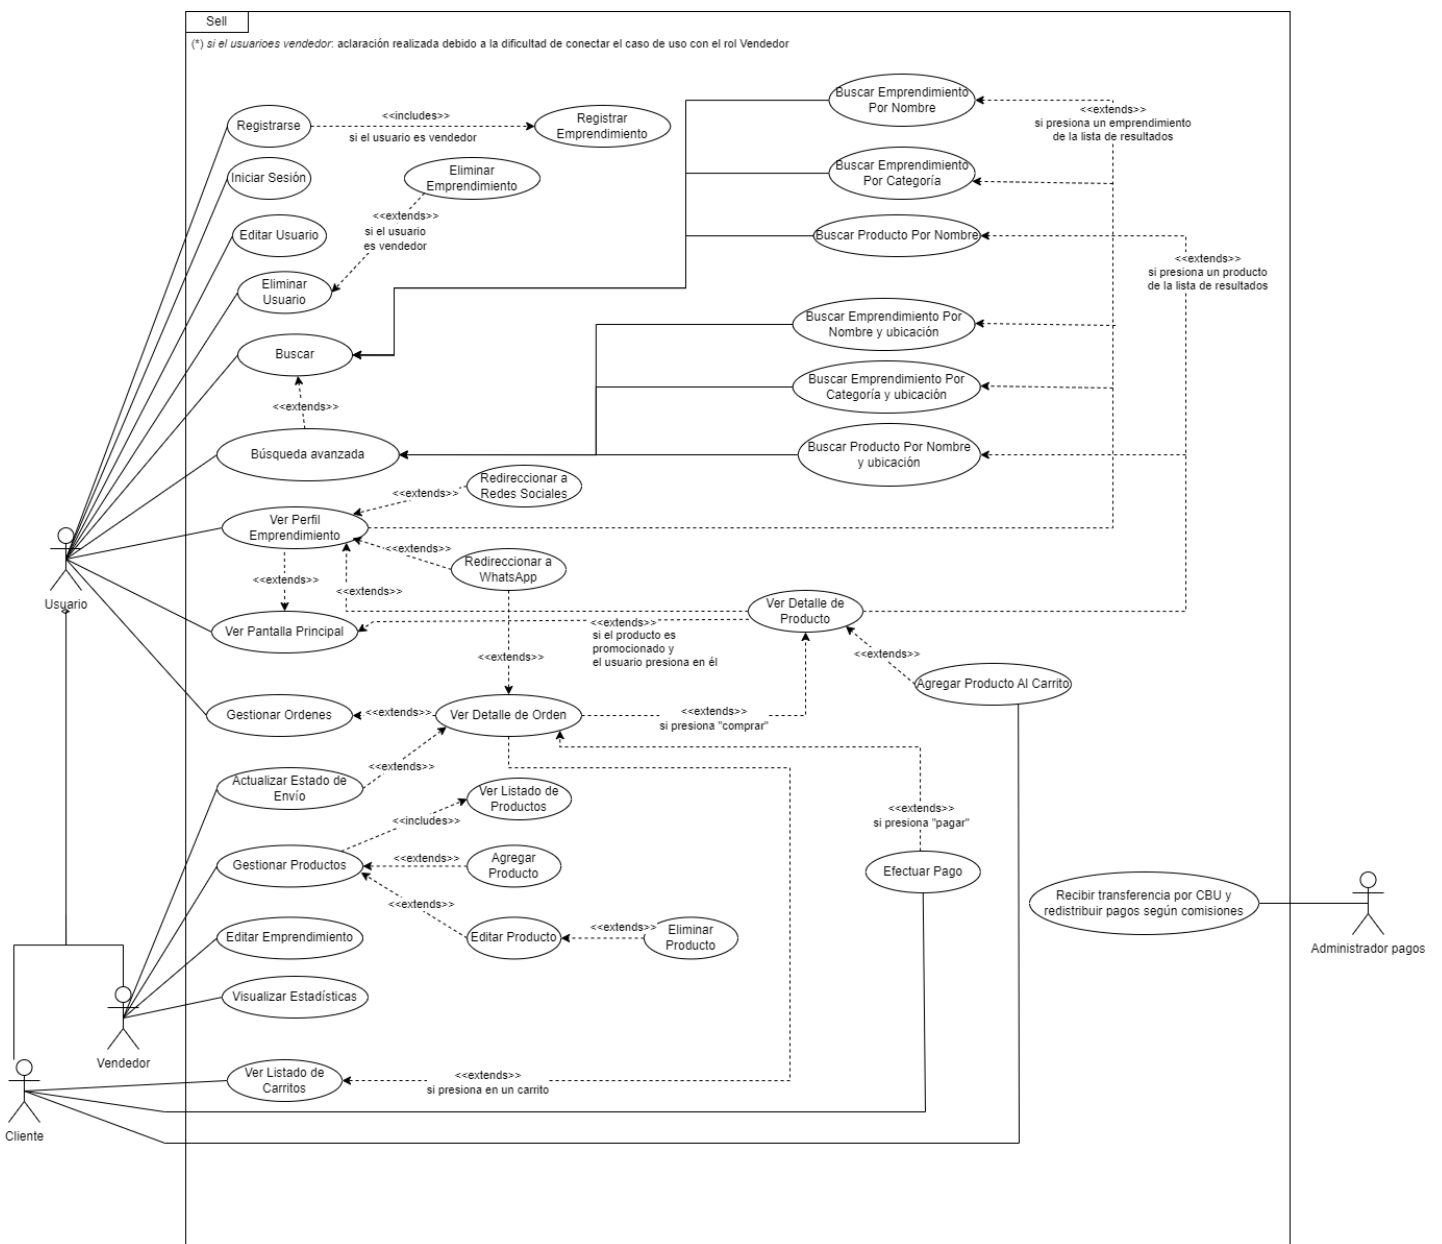 Sell
(*) si el usuarioes vendedor: aclaración realizada debido a la dificultad de conectar el caso de uso con el rol Vendedor
Registrarse
<<includes>>
si el usuario es vendedor
Registrar
Emprendimiento
Buscar Emprendimiento
Por Nombre
<<extends>>
si presiona un emprendimiento
de la lista de resultados
Iniciar Sesión
Eliminar
Emprendimiento
Buscar Emprendimiento
Por Categoría
<<extends>>
si el usuario
es vendedor
Editar Usuario
Buscar Producto Por Nombre
<<extends>>
si presiona un producto
de la lista de resultados
Eliminar
Usuario
Buscar Emprendimiento Por
Nombre y ubicación
Buscar
Buscar Emprendimiento Por
Categoría y ubicación
<<extends>>
Búsqueda avanzada
Buscar Producto Por Nombre
y ubicación
Redireccionar a
Redes Sociales
<<extends>>
Ver Perfil
Emprendimiento
<<extends>>
Redireccionar a
WhatsApp
<<extends>>
<<extends>>
Usuario
Ver Detalle de
Producto
Ver Pantalla Principal
<<extends>>
si el producto es
promocionado y
el usuario presiona en él
<<extends>>
<<extends>>
Agregar Producto Al Carrito
Gestionar Ordenes
<<extends>>
Ver Detalle de Orden
<<extends>>
si presiona "comprar"
Actualizar Estado de
Envío
<<extends>>
Ver Listado de
Productos
<<includes>>
<<extends>>
si presiona "pagar"
Gestionar Productos
<<extends>>
Agregar
Producto
Efectuar Pago
<<extends>>
Recibir transferencia por CBU y
redistribuir pagos según comisiones
Administrador pagos
Editar Emprendimiento
Editar Producto
<<extends>>
Eliminar
Producto
Visualizar Estadísticas
Vendedor
Ver Listado de
Carritos
<<extends>>
si presiona en un carrito
Cliente